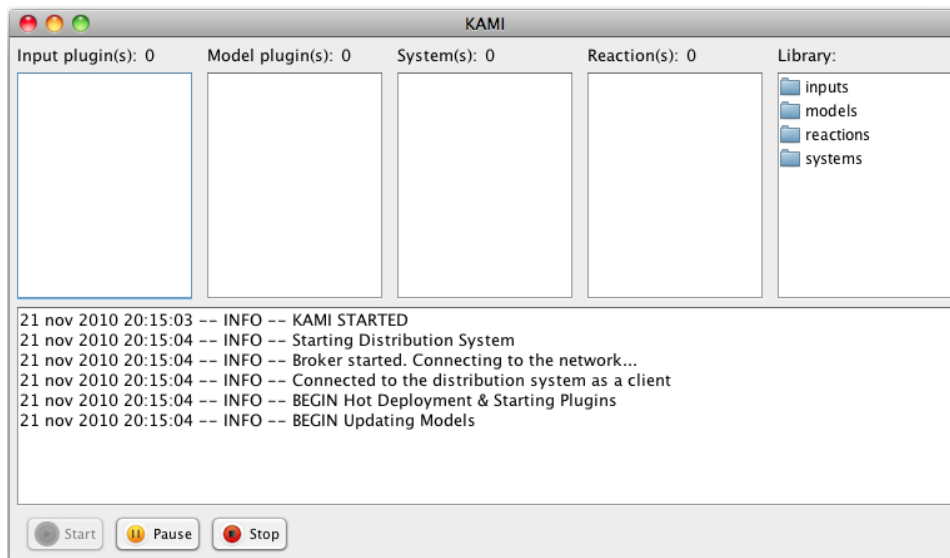 KAMI
Input plugin(s): 0 Model plugin(s): 0 System(s): 0 Reaction(s): 0 Library:
inputs
models
reactions
systems
21 nov 2010 20:15:03 -- INFO -- KAMI STARTED
21 nov 2010 20:15:04 -- INFO -- Starting Distribution System
21 nov 2010 20:15:04 -- INFO -- Broker started. Connecting to the network...
21 nov 2010 20:15:04 -- INFO -- Connected to the distribution system as a client
21 nov 2010 20:15:04 -- INFO -- BEGIN Hot Deployment & Starting Plugins
21 nov 2010 20:15:04 -- INFO -- BEGIN Updating Models
Start Pause Stop